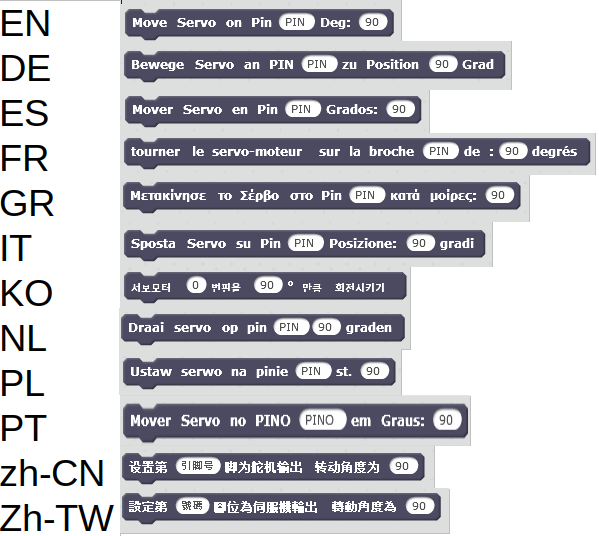 EN Move Servo on Pin PIN Deg: 90
DE Bewege Servo an PIN PIN zu Position 90 Grad
ES Mover Servo en Pin PIN Grados: 90
FR tourner le servo-moteur sur la broche PIN de : 90 degrés
GR Μετακίνησε το Σέρβο στο Pin PIN κατά μοίρες: 90
IT Sposta Servo su Pin PIN Posizione: 90 gradi
KO 서보모터 0 번핀을 90 º 만큼 회전시키기
NL Draai servo op pin PIN 90 graden
PL Ustaw serwo na pinie PIN st. 90
PT Mover Servo no PINO PINO em Graus: 90
zh-CN 设置第 引脚号 脚为舵机输出 转动角度为 90
Zh-TW 設定第 號碼 位為伺服機輸出 轉動角度為 90